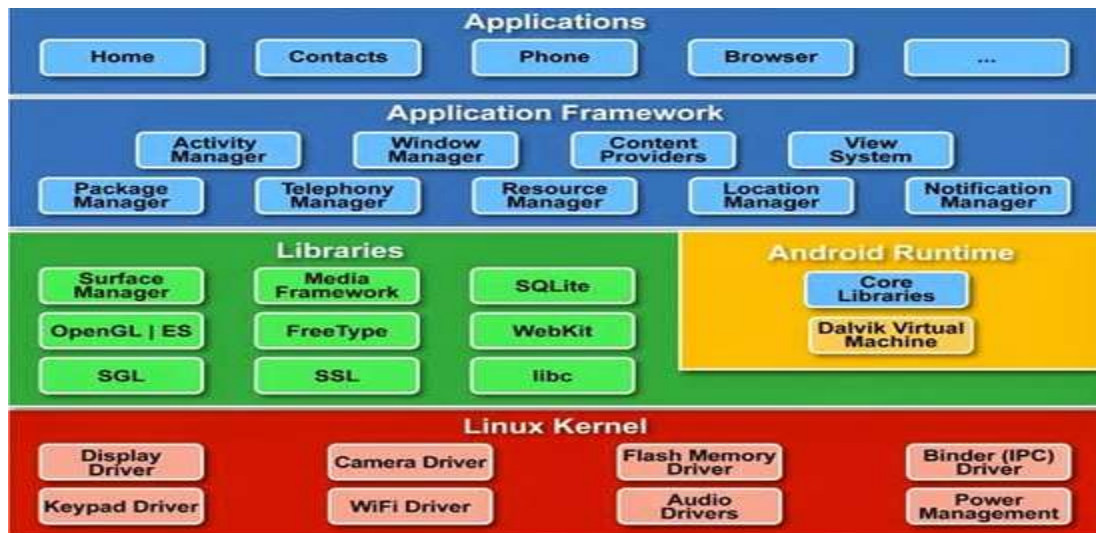 Applications
Home
Contacts
Phone
Browser
...
Application Framework
Activity
Manager
Window
Manager
Content
Providers
View
System
Package
Manager
Telephony
Manager
Resource
Manager
Location
Manager
Notification
Manager
Libraries
Surface
Manager
Media
Framework
SQLite
OpenGL | ES
FreeType
WebKit
SGL
SSL
libc
Android Runtime
Core
Libraries
Dalvik Virtual
Machine
Linux Kernel
Display
Driver
Camera Driver
Flash Memory
Driver
Binder (IPC)
Driver
Keypad Driver
WiFi Driver
Audio
Drivers
Power
Management